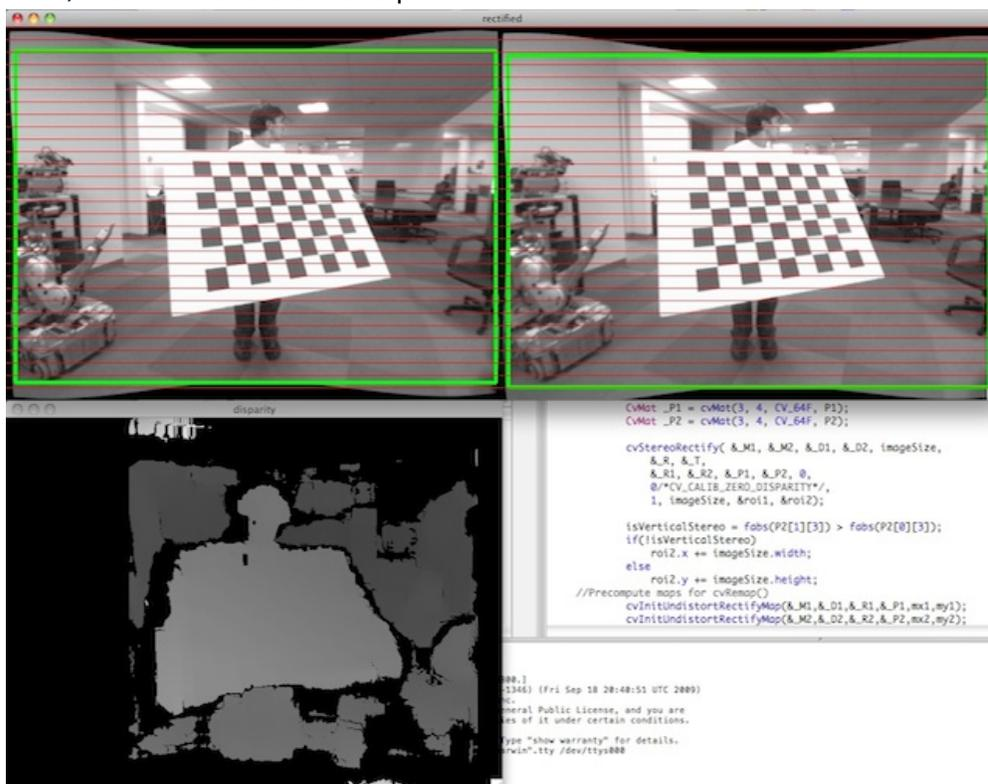 rectified
disparity
CvMat _P1 = cvMat(3, 4, CV_64F, P1);
CvMat _P2 = cvMat(3, 4, CV_64F, P2);
cvStereoRectify( &_M1, &_M2, &_D1, &_D2, imageSize,
&_R, &_T,
&_R1, &_R2, &_P1, &_P2, 0,
0/*CV_CALIB_ZERO_DISPARITY*/,
1, imageSize, &roi1, &roi2);
isVerticalStereo = fabs(P2[1][3]) > fabs(P2[0][3]);
if(!isVerticalStereo)
roi2.x += imageSize.width;
else
roi2.y += imageSize.height;
//Precompute maps for cvRemap()
cvInitUndistortRectifyMap(&_M1,&_D1,&_R1,&_P1,mx1,my1);
cvInitUndistortRectifyMap(&_M2,&_D2,&_R2,&_P2,mx2,my2);
-1346) (Fri Sep 18 20:40:51 UTC 2009)
General Public License, and you are
of it under certain conditions.
Type "show warranty" for details.
.tty /dev/ttys000